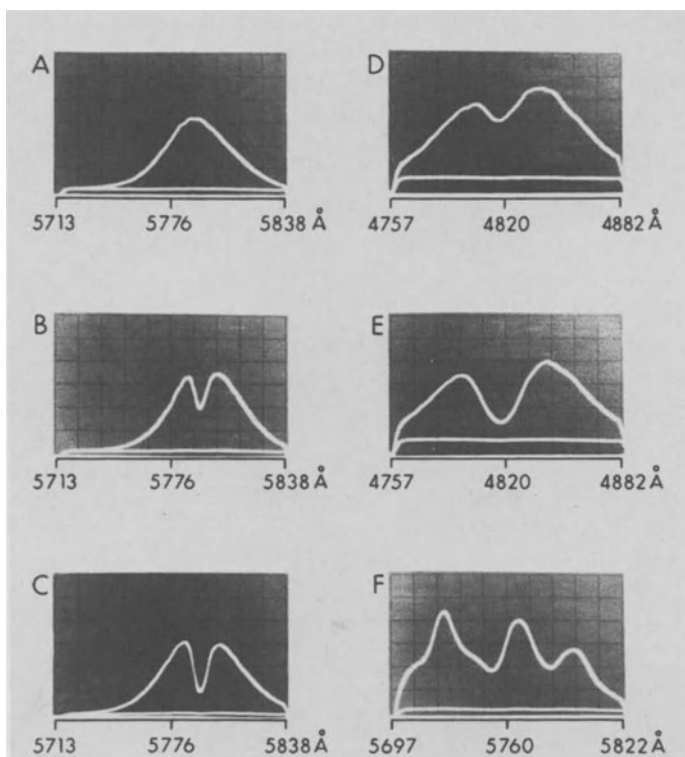 A
D
5713 5776 5838 Å
4757 4820 4882 Å
B
E
5713 5776 5838 Å
4757 4820 4882 Å
C
F
5713 5776 5838 Å
5697 5760 5822 Å